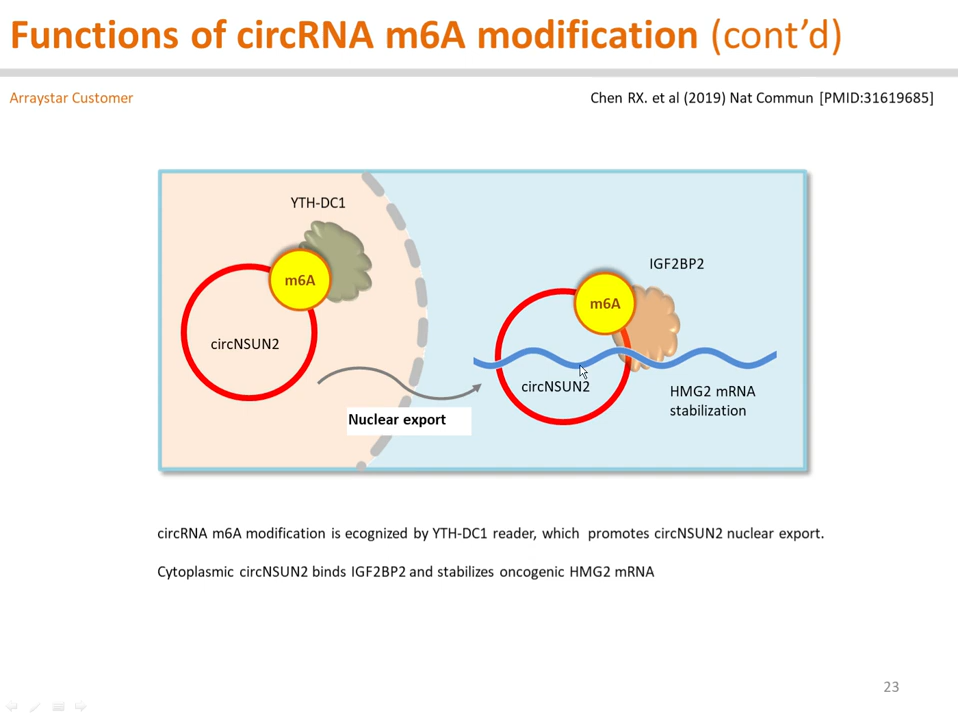 Functions of circRNA m6A modification (cont’d)
Arraystar Customer
Chen RX. et al (2019) Nat Commun [PMID:31619685]
YTH-DC1
m6A
circNSUN2
Nuclear export
IGF2BP2
m6A
circNSUN2
HMG2 mRNA
stabilization
circRNA m6A modification is ecognized by YTH-DC1 reader, which promotes circNSUN2 nuclear export.
Cytoplasmic circNSUN2 binds IGF2BP2 and stabilizes oncogenic HMG2 mRNA
23